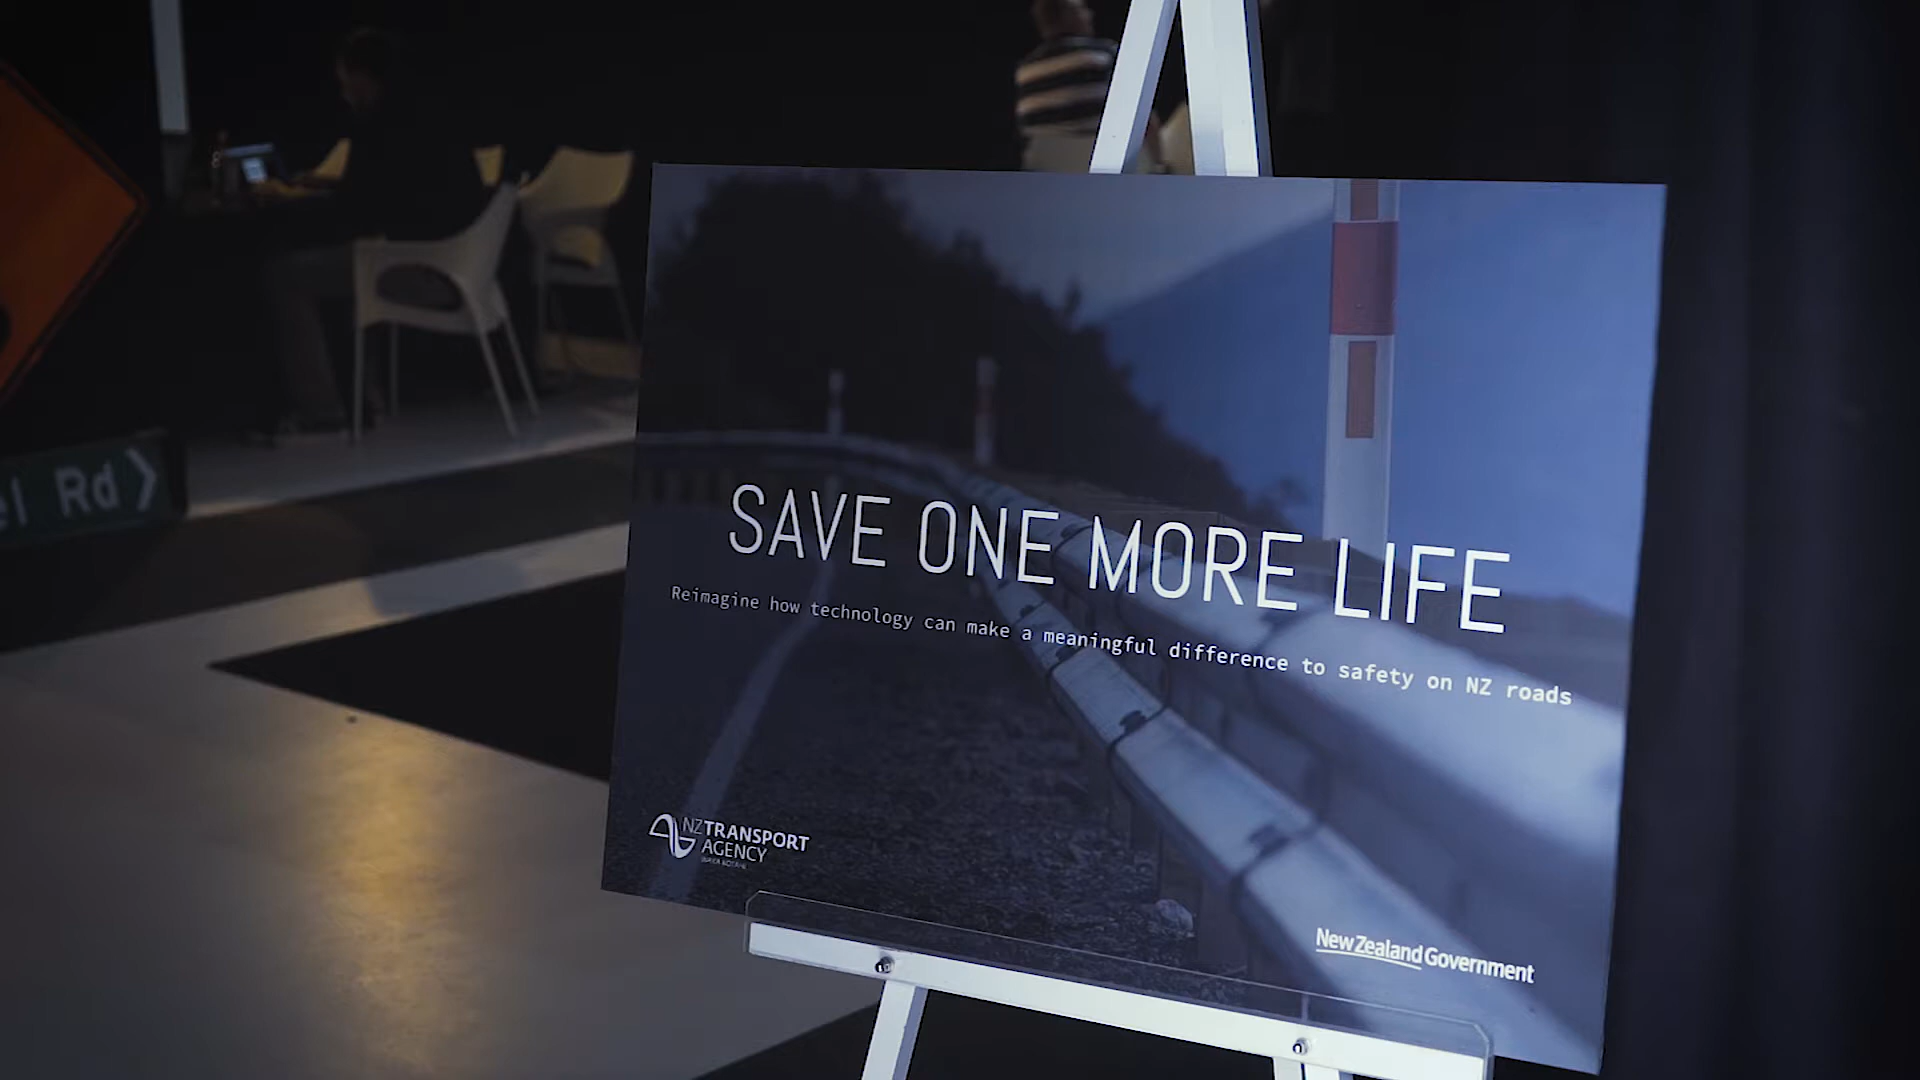 el Rd
SAVE ONE MORE LIFE
Reimagine how technology can make a meaningful difference to safety on NZ roads
NZ TRANSPORT
AGENCY
New Zealand Government